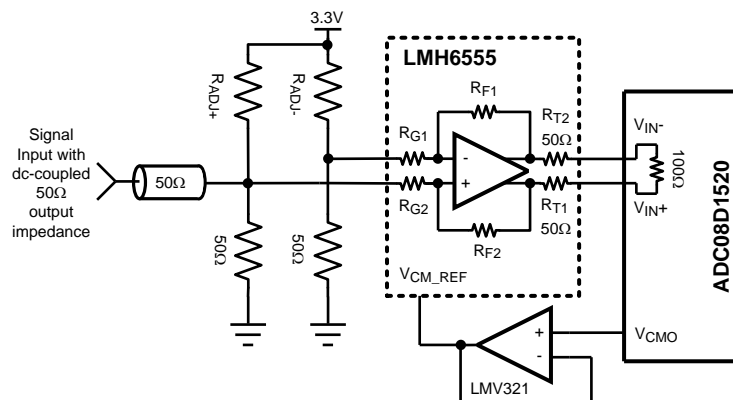 3.3V
LMH6555
RADJ+
RADJ-
RF1
RG1
RT2
50Ω
VIN-
Signal
Input with
dc-coupled
50Ω
output
impedance
50Ω
-
+
100Ω
RG2
RT1
50Ω
VIN+
RF2
50Ω
50Ω
ADC08D1520
VCM_REF
+
-
VCMO
LMV321